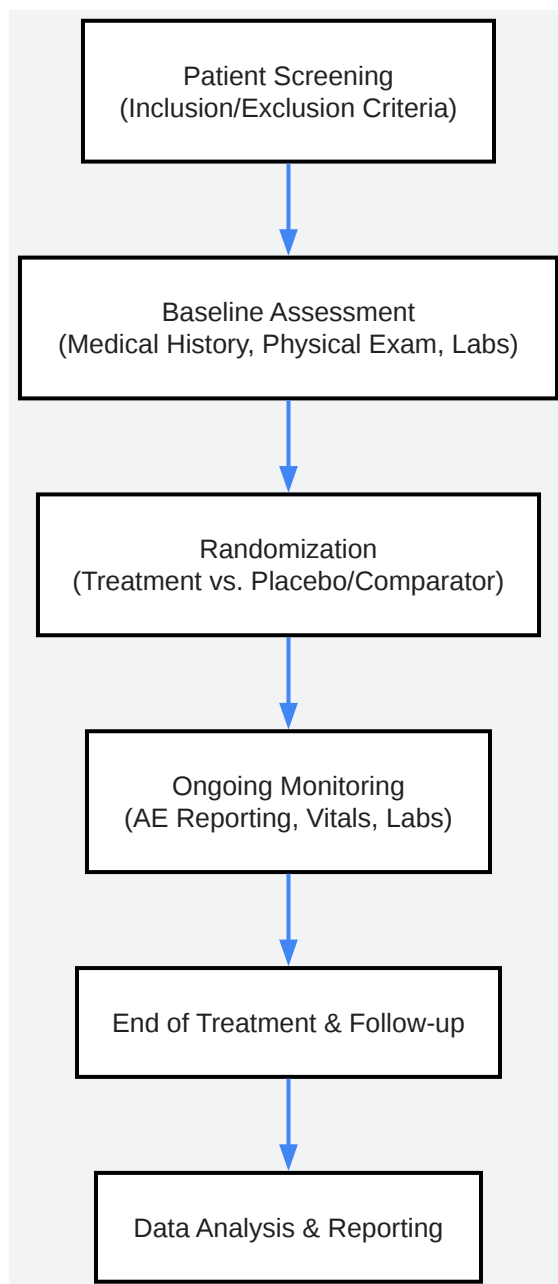 Patient Screening
(Inclusion/Exclusion Criteria)
Baseline Assessment
(Medical History, Physical Exam, Labs)
Randomization
(Treatment vs. Placebo/Comparator)
Ongoing Monitoring
(AE Reporting, Vitals, Labs)
End of Treatment & Follow-up
Data Analysis & Reporting